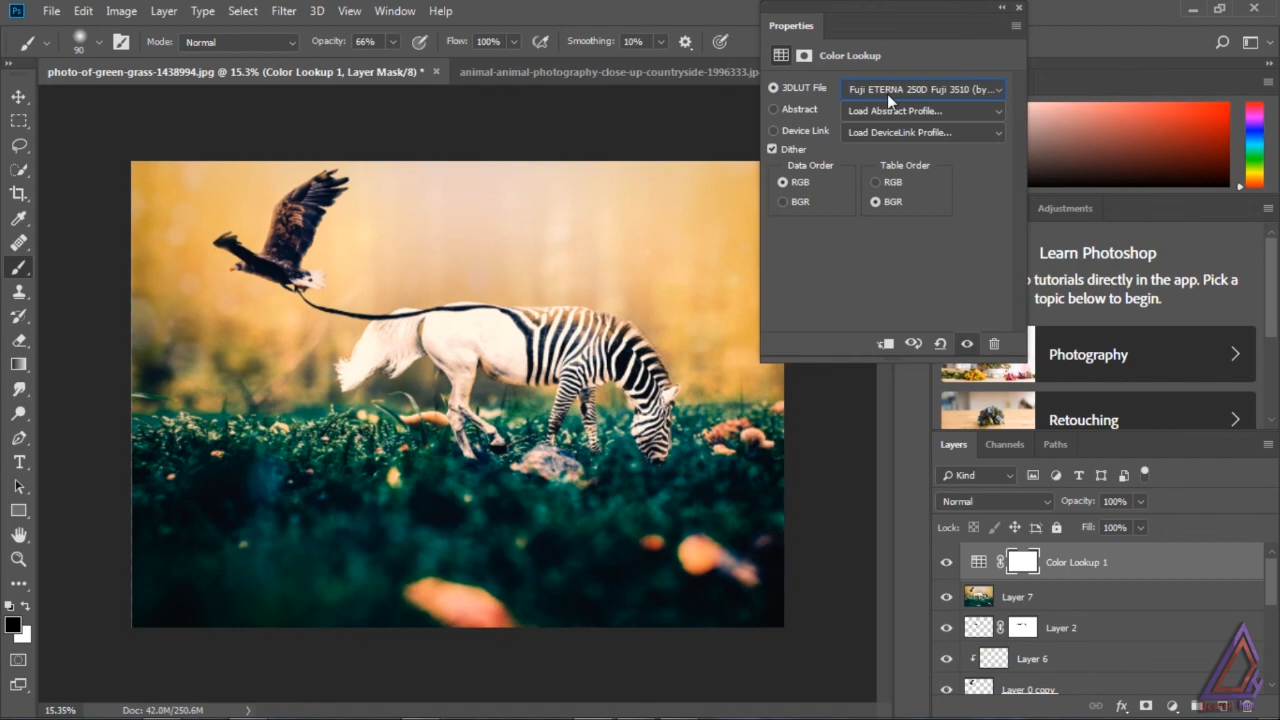 Ps File Edit Image Layer Type Select Filter 3D View Window Help
90 Mode: Normal Opacity: 66% Flow: 100% Smoothing: 10%
photo-of-green-grass-1438994.jpg @ 15.3% (Color Lookup 1, Layer Mask/8) * × animal-animal-photography-close-up-countryside-1996333.jp
Properties
Color Lookup
3DLUT File Fuji ETERNA 250D Fuji 3510 (by...
Abstract Load Abstract Profile...
Device Link Load DeviceLink Profile...
Dither
Data Order Table Order
RGB RGB
BGR BGR
Adjustments
Learn Photoshop
tutorials directly in the app. Pick a
topic below to begin.
Photography
Retouching
Layers Channels Paths
Kind
Normal Opacity: 100%
Lock: Fill: 100%
Color Lookup 1
Layer 7
Layer 2
Layer 6
Layer 0 copy
15.35% Doc: 42.0M/250.6M